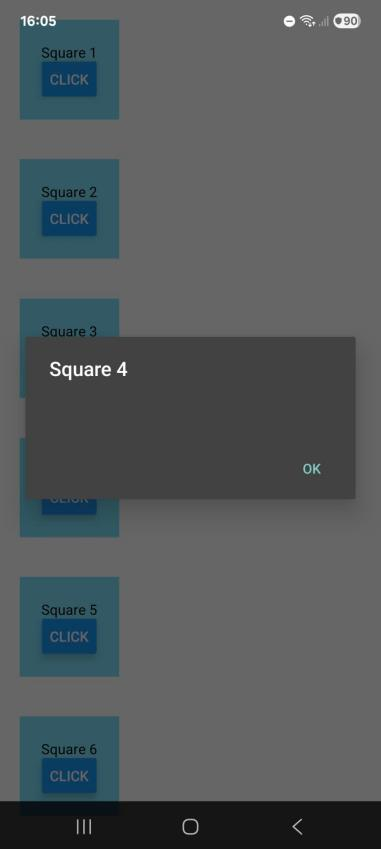 16:05
90
Square 1
CLICK
Square 2
CLICK
Square 3
Square 4
OK
CLICK
Square 5
CLICK
Square 6
CLICK